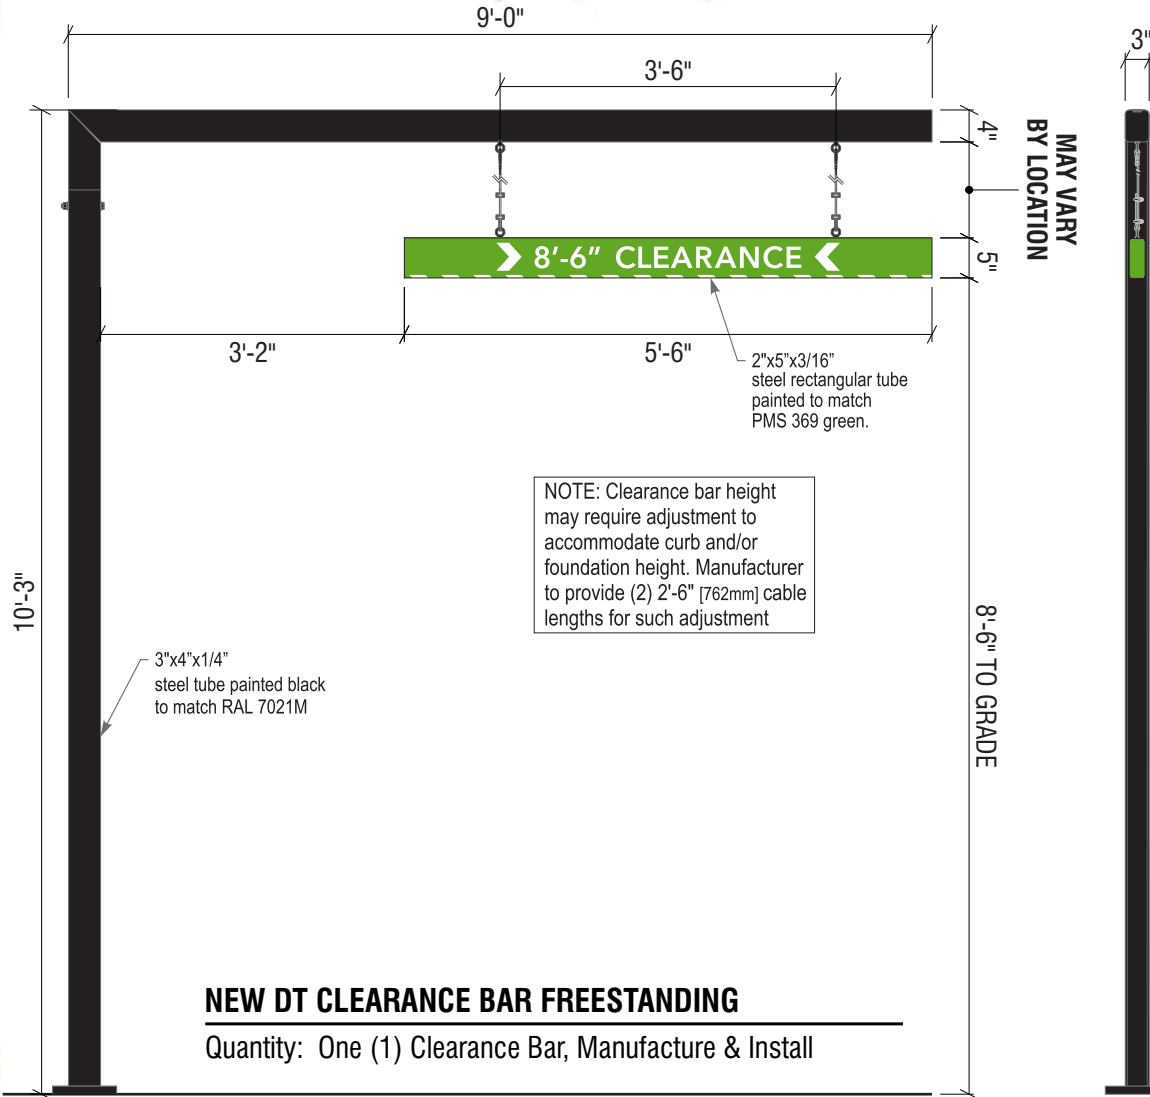 9'-0"
3"
3'-6"
4"
MAY VARY
BY LOCATION
8'-6” CLEARANCE
5"
3'-2"
5'-6"
2"x5”x3/16”
steel rectangular tube
painted to match
PMS 369 green.
NOTE: Clearance bar height
may require adjustment to
accommodate curb and/or
foundation height. Manufacturer
to provide (2) 2'-6" [762mm] cable
lengths for such adjustment
10'-3"
8'-6" TO GRADE
3"x4”x1/4”
steel tube painted black
to match RAL 7021M
NEW DT CLEARANCE BAR FREESTANDING
Quantity: One (1) Clearance Bar, Manufacture & Install